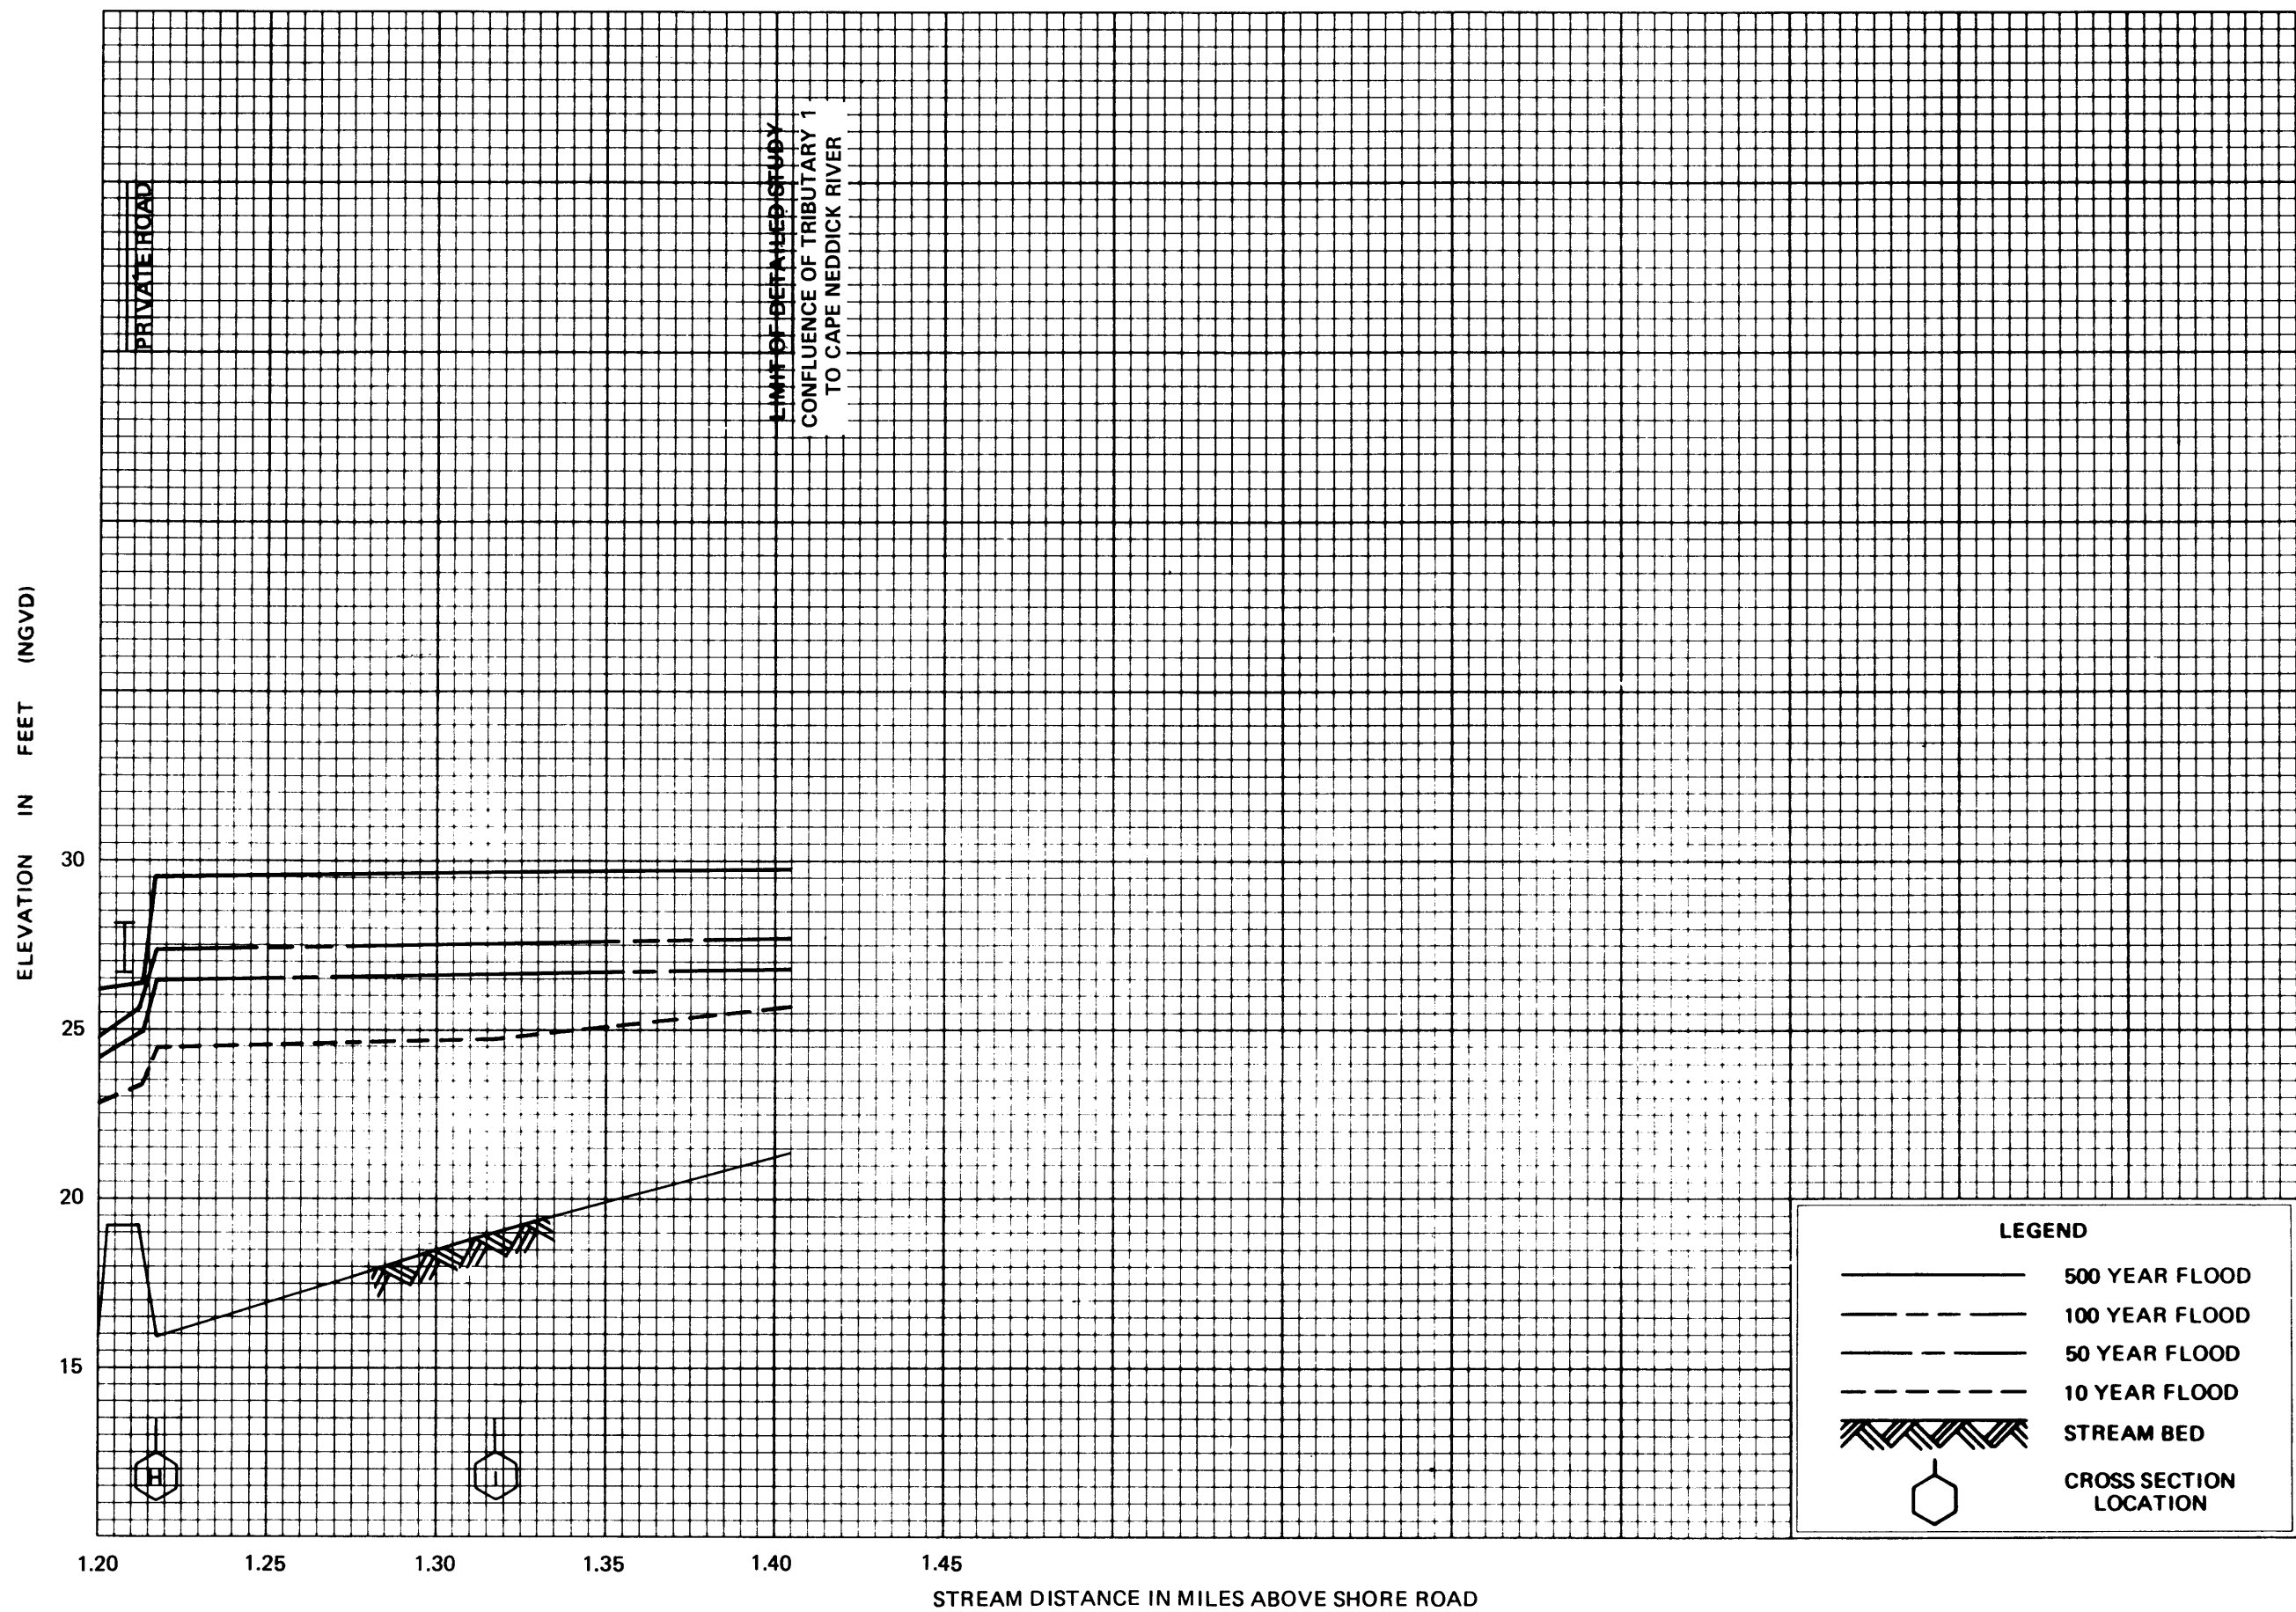 PRIVATE ROAD
LIMIT OF DETAILED STUDY
CONFLUENCE OF TRIBUTARY 1
TO CAPE NEDDICK RIVER
ELEVATION IN FEET (NGVD)
30
25
20
15
H
I
1.20 1.25 1.30 1.35 1.40 1.45
STREAM DISTANCE IN MILES ABOVE SHORE ROAD
LEGEND
500 YEAR FLOOD
100 YEAR FLOOD
50 YEAR FLOOD
10 YEAR FLOOD
STREAM BED
CROSS SECTION
LOCATION